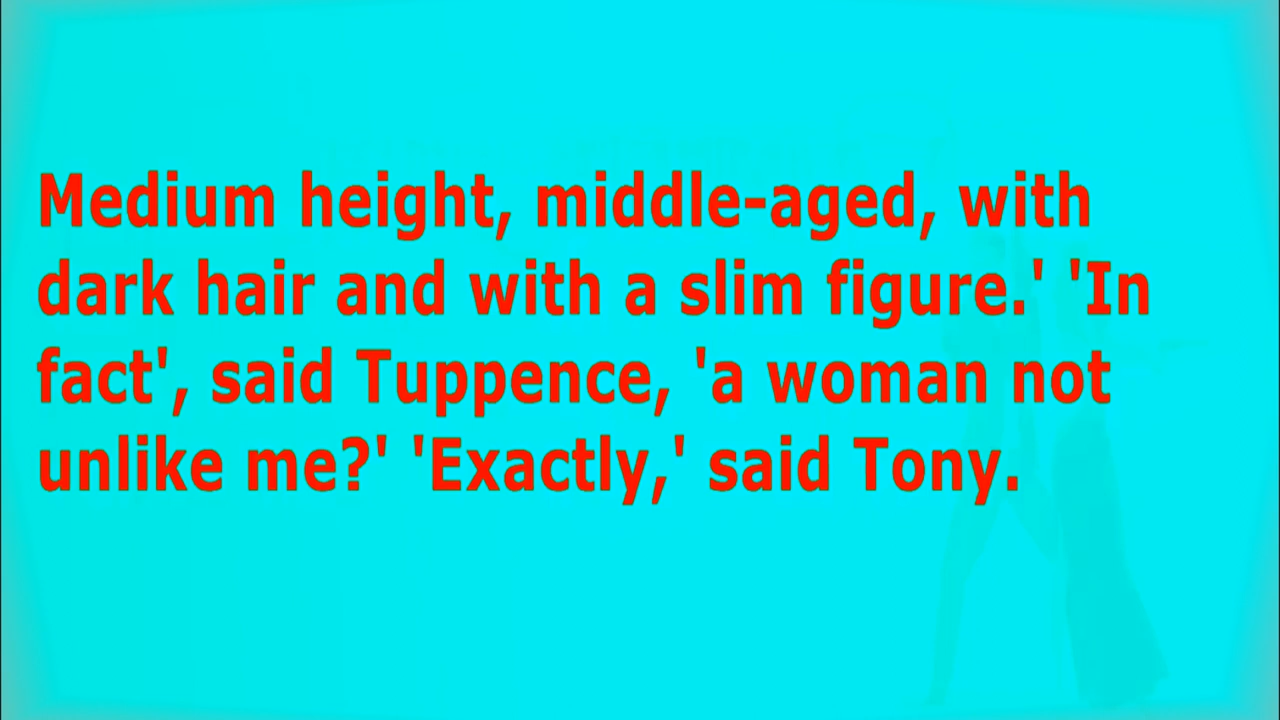 Medium height, middle-aged, with
dark hair and with a slim figure.' 'In
fact', said Tuppence, 'a woman not
unlike me?' 'Exactly,' said Tony.